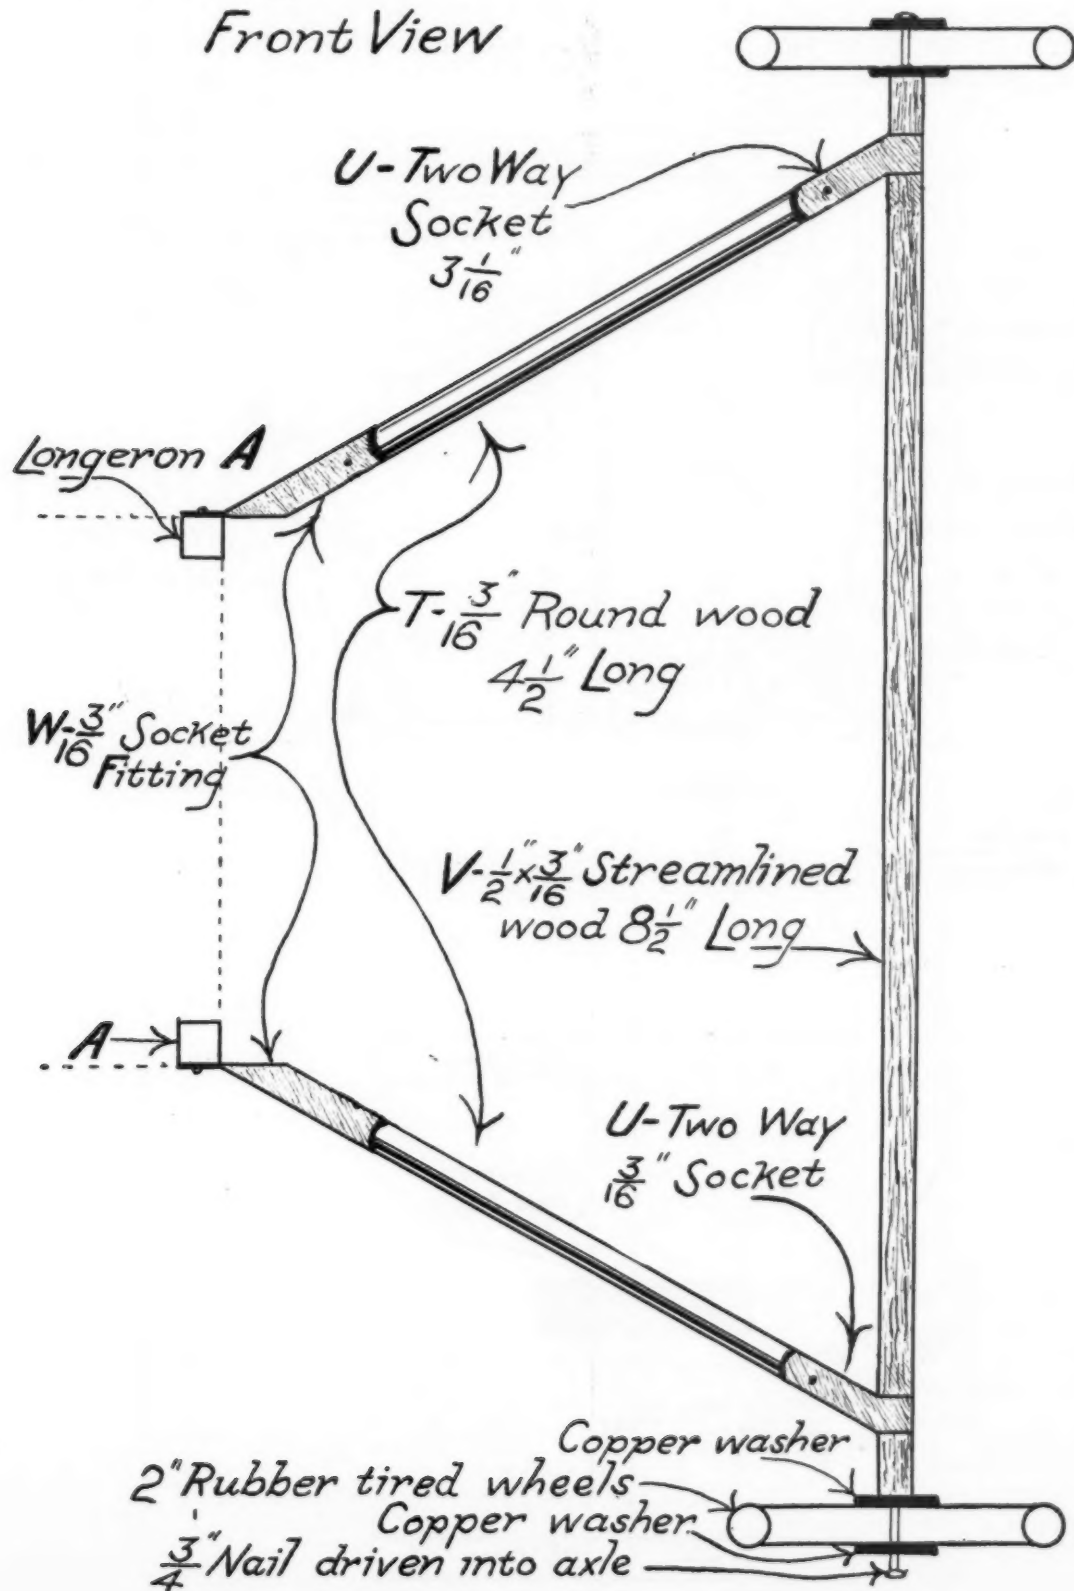 Front View
U-Two Way
Socket
3 1/16"
Longeron A
T-3/16" Round wood
4 1/2" Long
W-3/16" Socket
Fitting
V-1/2"x3/16" Streamlined
wood 8 1/2" Long
A
U-Two Way
3/16" Socket
Copper washer
2" Rubber tired wheels
Copper washer
3/4" Nail driven into axle